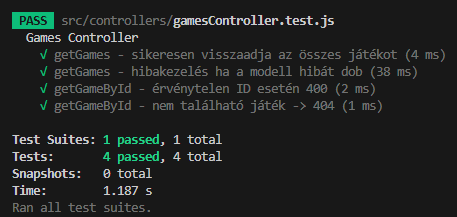 PASS src/controllers/gamesController.test.js
Games Controller
√ getGames - sikeresen visszaadja az összes játékot (4 ms)
√ getGames - hibakezelés ha a modell hibát dob (38 ms)
√ getGameById - érvénytelen ID esetén 400 (2 ms)
√ getGameById - nem található játék -> 404 (1 ms)
Test Suites: 1 passed, 1 total
Tests: 4 passed, 4 total
Snapshots: 0 total
Time: 1.187 s
Ran all test suites.